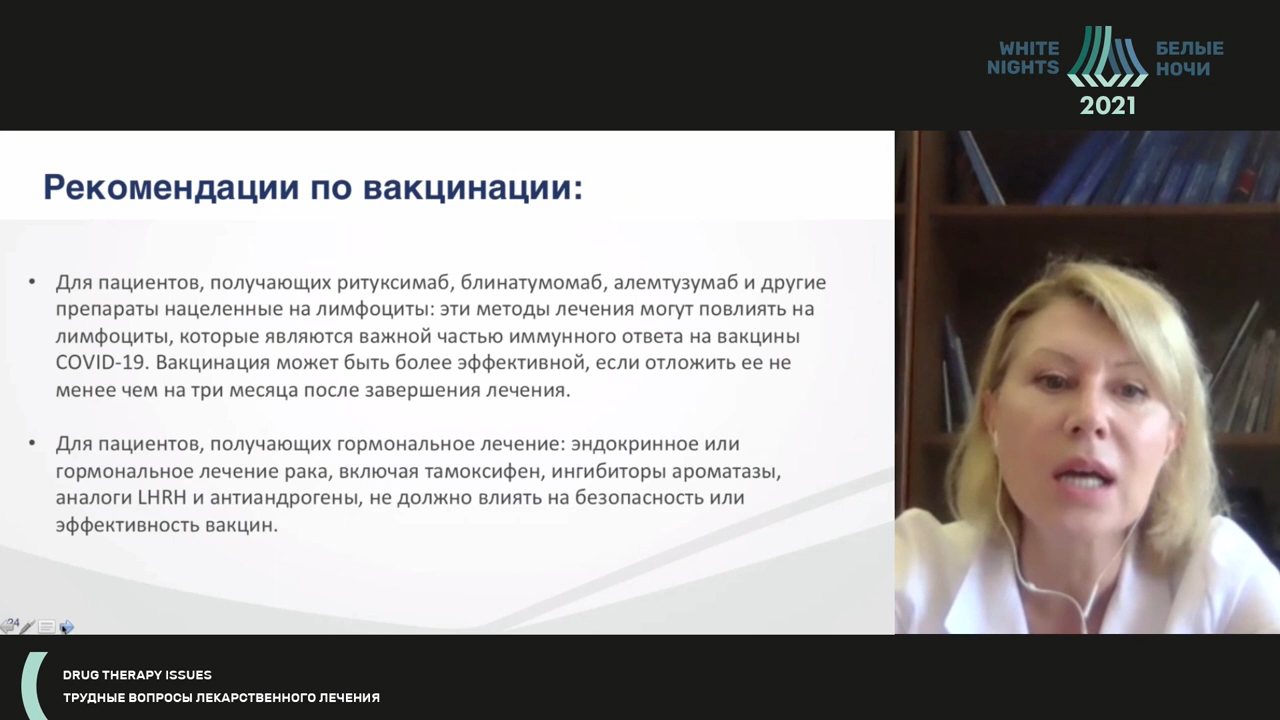 WHITE NIGHTS
БЕЛЫЕ НОЧИ
2021
Рекомендации по вакцинации:
• Для пациентов, получающих ритуксимаб, блинатумомаб, алемтузумаб и другие
препараты нацеленные на лимфоциты: эти методы лечения могут повлиять на
лимфоциты, которые являются важной частью иммунного ответа на вакцины
COVID-19. Вакцинация может быть более эффективной, если отложить ее не
менее чем на три месяца после завершения лечения.
• Для пациентов, получающих гормональное лечение: эндокринное или
гормональное лечение рака, включая тамоксифен, ингибиторы ароматазы,
аналоги LHRH и антиандрогены, не должно влиять на безопасность или
эффективность вакцин.
24
DRUG THERAPY ISSUES
ТРУДНЫЕ ВОПРОСЫ ЛЕКАРСТВЕННОГО ЛЕЧЕНИЯ